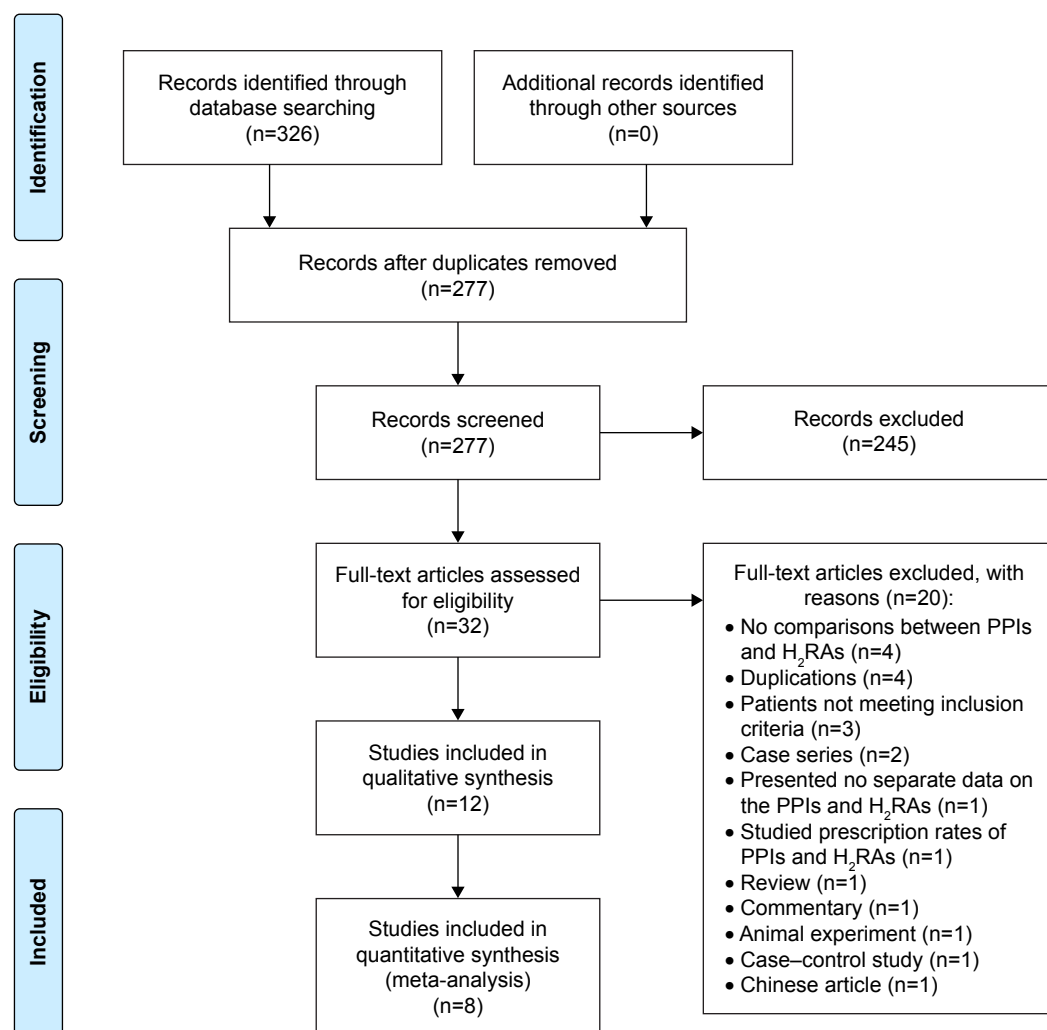 Identification
Records identified through
database searching
(n=326)
Additional records identified
through other sources
(n=0)
Records after duplicates removed
(n=277)
Screening
Records screened
(n=277)
Records excluded
(n=245)
Eligibility
Full-text articles assessed
for eligibility
(n=32)
Full-text articles excluded, with
reasons (n=20):
• No comparisons between PPIs
and H₂RAs (n=4)
• Duplications (n=4)
• Patients not meeting inclusion
criteria (n=3)
• Case series (n=2)
• Presented no separate data on
the PPIs and H₂RAs (n=1)
• Studied prescription rates of
PPIs and H₂RAs (n=1)
• Review (n=1)
• Commentary (n=1)
• Animal experiment (n=1)
• Case–control study (n=1)
• Chinese article (n=1)
Studies included in
qualitative synthesis
(n=12)
Included
Studies included in
quantitative synthesis
(meta-analysis)
(n=8)